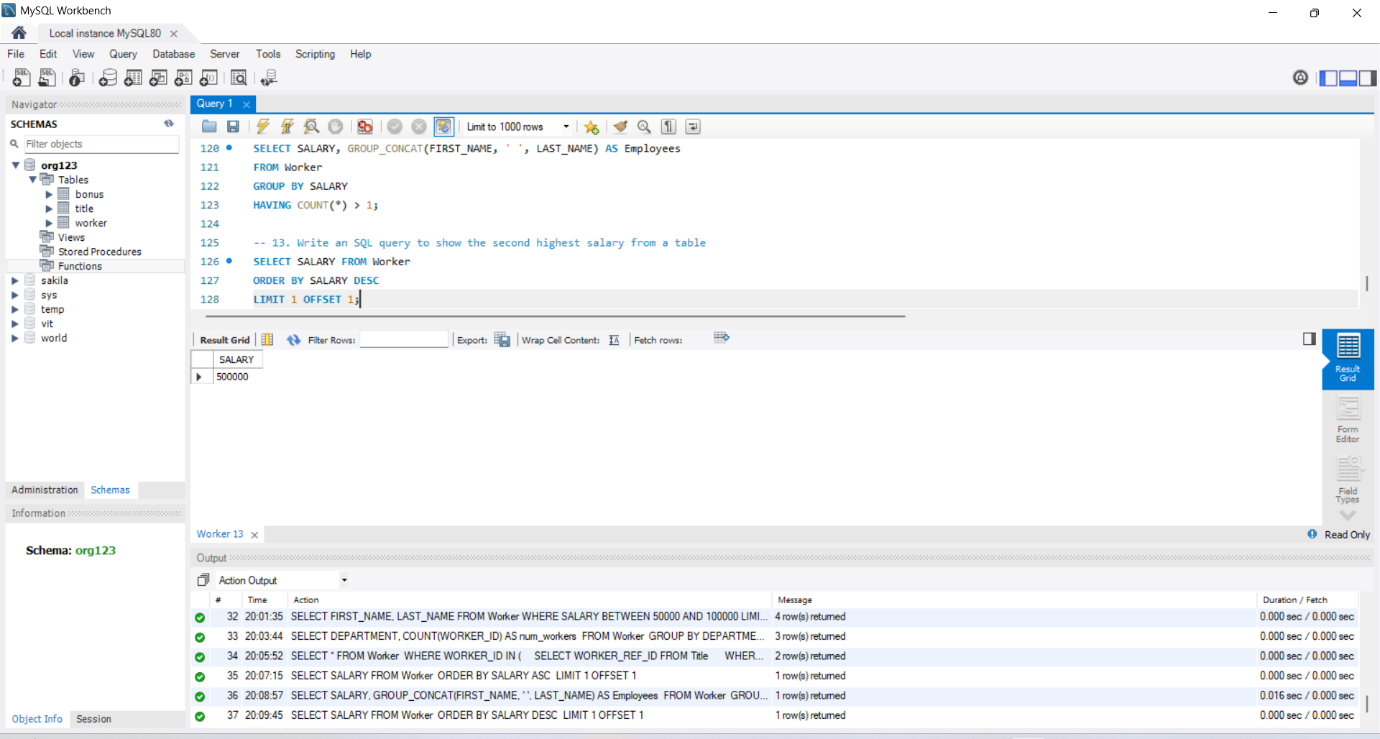 MySQL Workbench
Local instance MySQL80
File Edit View Query Database Server Tools Scripting Help
Navigator
SCHEMAS
Filter objects
org123
Tables
bonus
title
worker
Views
Stored Procedures
Functions
sakila
sys
temp
vit
world
Administration Schemas
Information
Schema: org123
Object Info Session
Query 1
Limit to 1000 rows
120 SELECT SALARY, GROUP_CONCAT(FIRST_NAME, ' ', LAST_NAME) AS Employees
121 FROM Worker
122 GROUP BY SALARY
123 HAVING COUNT(*) > 1;
124
125 -- 13. Write an SQL query to show the second highest salary from a table
126 SELECT SALARY FROM Worker
127 ORDER BY SALARY DESC
128 LIMIT 1 OFFSET 1;
Result Grid Filter Rows: Export: Wrap Cell Content: Fetch rows:
SALARY
500000
Result Grid
Form Editor
Field Types
Worker 13
Read Only
Output
Action Output
# Time Action Message Duration / Fetch
32 20:01:35 SELECT FIRST_NAME, LAST_NAME FROM Worker WHERE SALARY BETWEEN 50000 AND 100000 LIMI... 4 row(s) returned 0.000 sec / 0.000 sec
33 20:03:44 SELECT DEPARTMENT, COUNT(WORKER_ID) AS num_workers FROM Worker GROUP BY DEPARTME... 3 row(s) returned 0.000 sec / 0.000 sec
34 20:05:52 SELECT * FROM Worker WHERE WORKER_ID IN ( SELECT WORKER_REF_ID FROM Title WHER... 2 row(s) returned 0.000 sec / 0.000 sec
35 20:07:15 SELECT SALARY FROM Worker ORDER BY SALARY ASC LIMIT 1 OFFSET 1 1 row(s) returned 0.000 sec / 0.000 sec
36 20:08:57 SELECT SALARY, GROUP_CONCAT(FIRST_NAME, ' ', LAST_NAME) AS Employees FROM Worker GROU... 1 row(s) returned 0.016 sec / 0.000 sec
37 20:09:45 SELECT SALARY FROM Worker ORDER BY SALARY DESC LIMIT 1 OFFSET 1 1 row(s) returned 0.000 sec / 0.000 sec